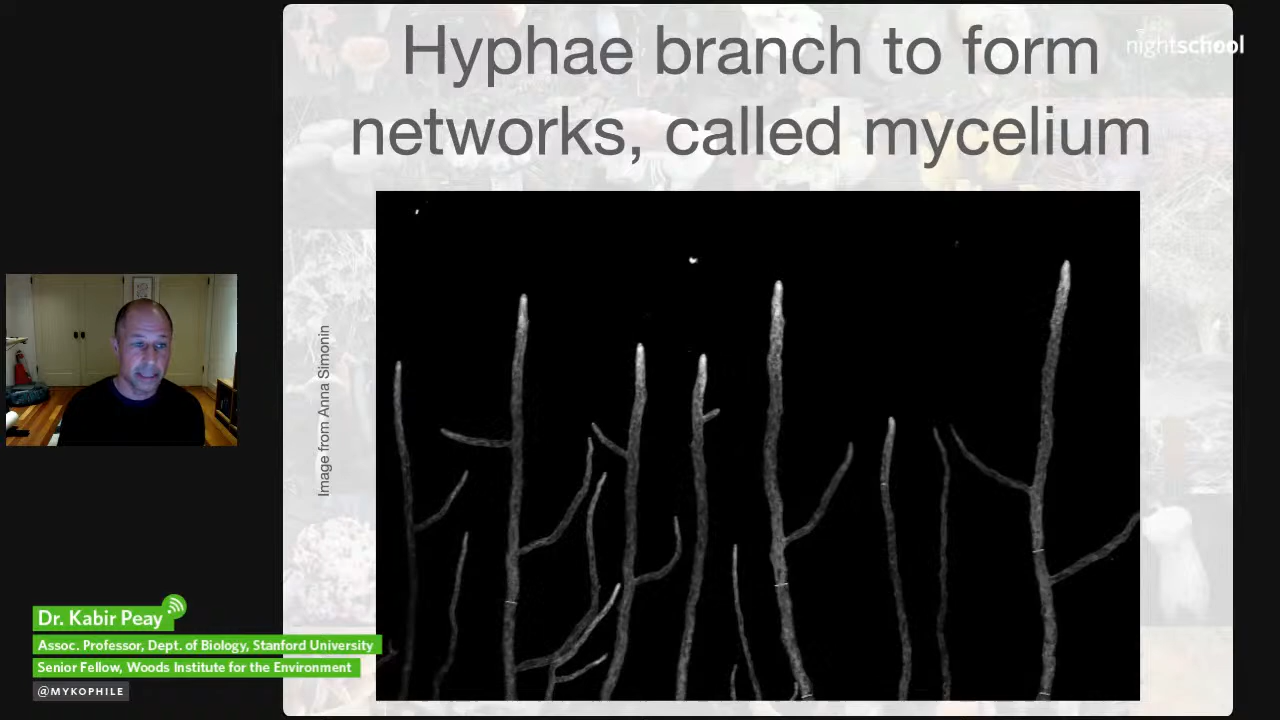 Hyphae branch to form
networks, called mycelium
nightschool
Image from Anna Simonin
Dr. Kabir Peay
Assoc. Professor, Dept. of Biology, Stanford University
Senior Fellow, Woods Institute for the Environment
@MYKOPHILE